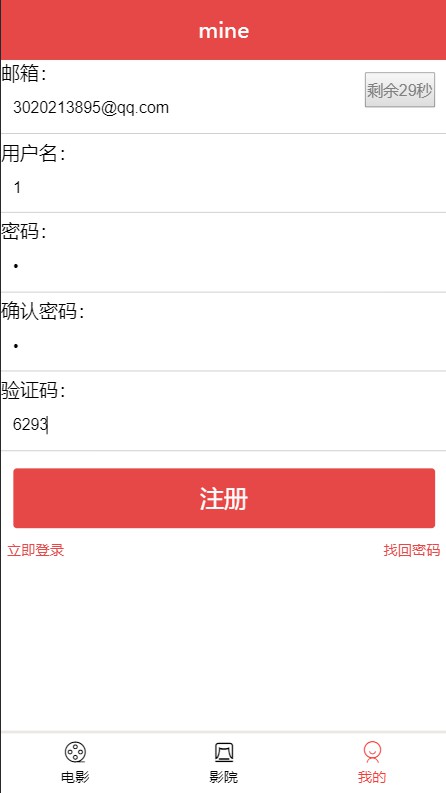 mine
邮箱：
剩余29秒
3020213895@qq.com
用户名：
1
密码：
•
确认密码：
•
验证码：
6293
注册
立即登录 找回密码
电影 影院 我的